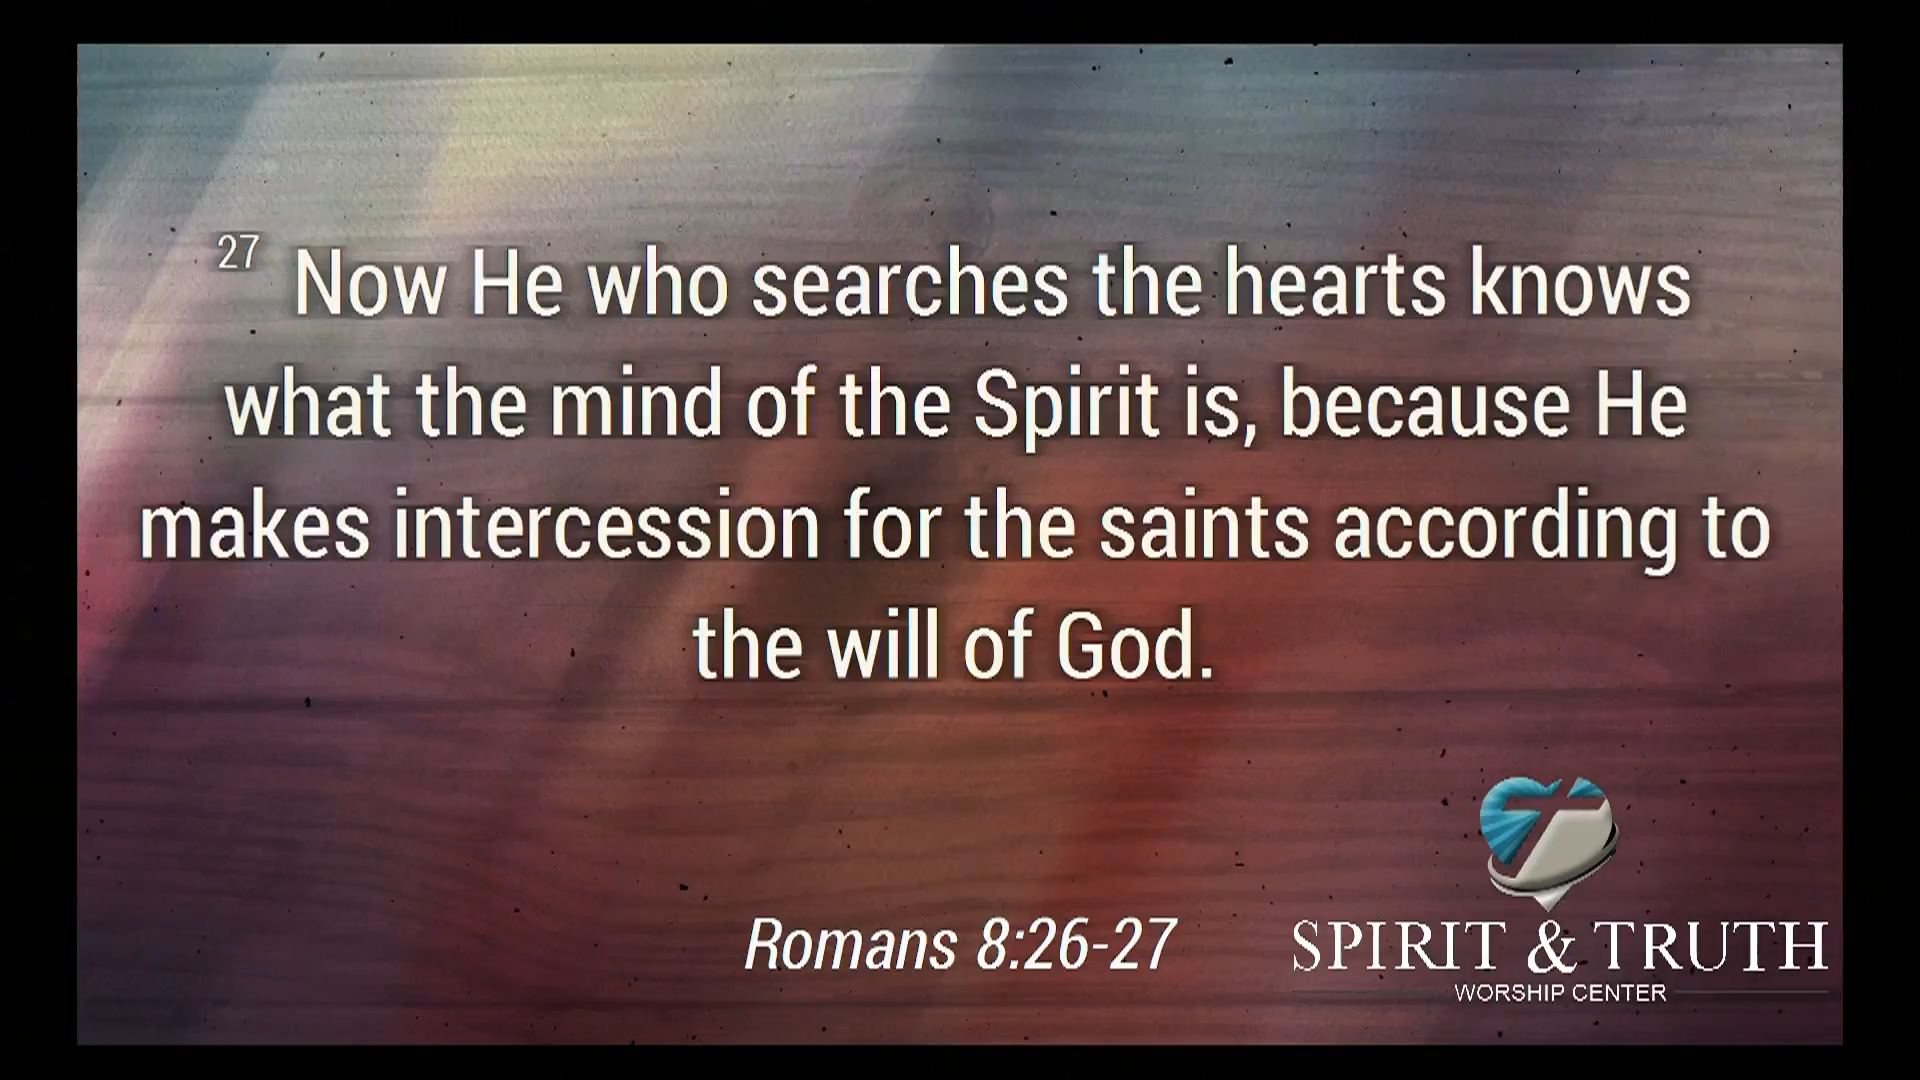 27 Now He who searches the hearts knows
what the mind of the Spirit is, because He
makes intercession for the saints according to
the will of God.
Romans 8:26-27
SPIRIT & TRUTH
WORSHIP CENTER